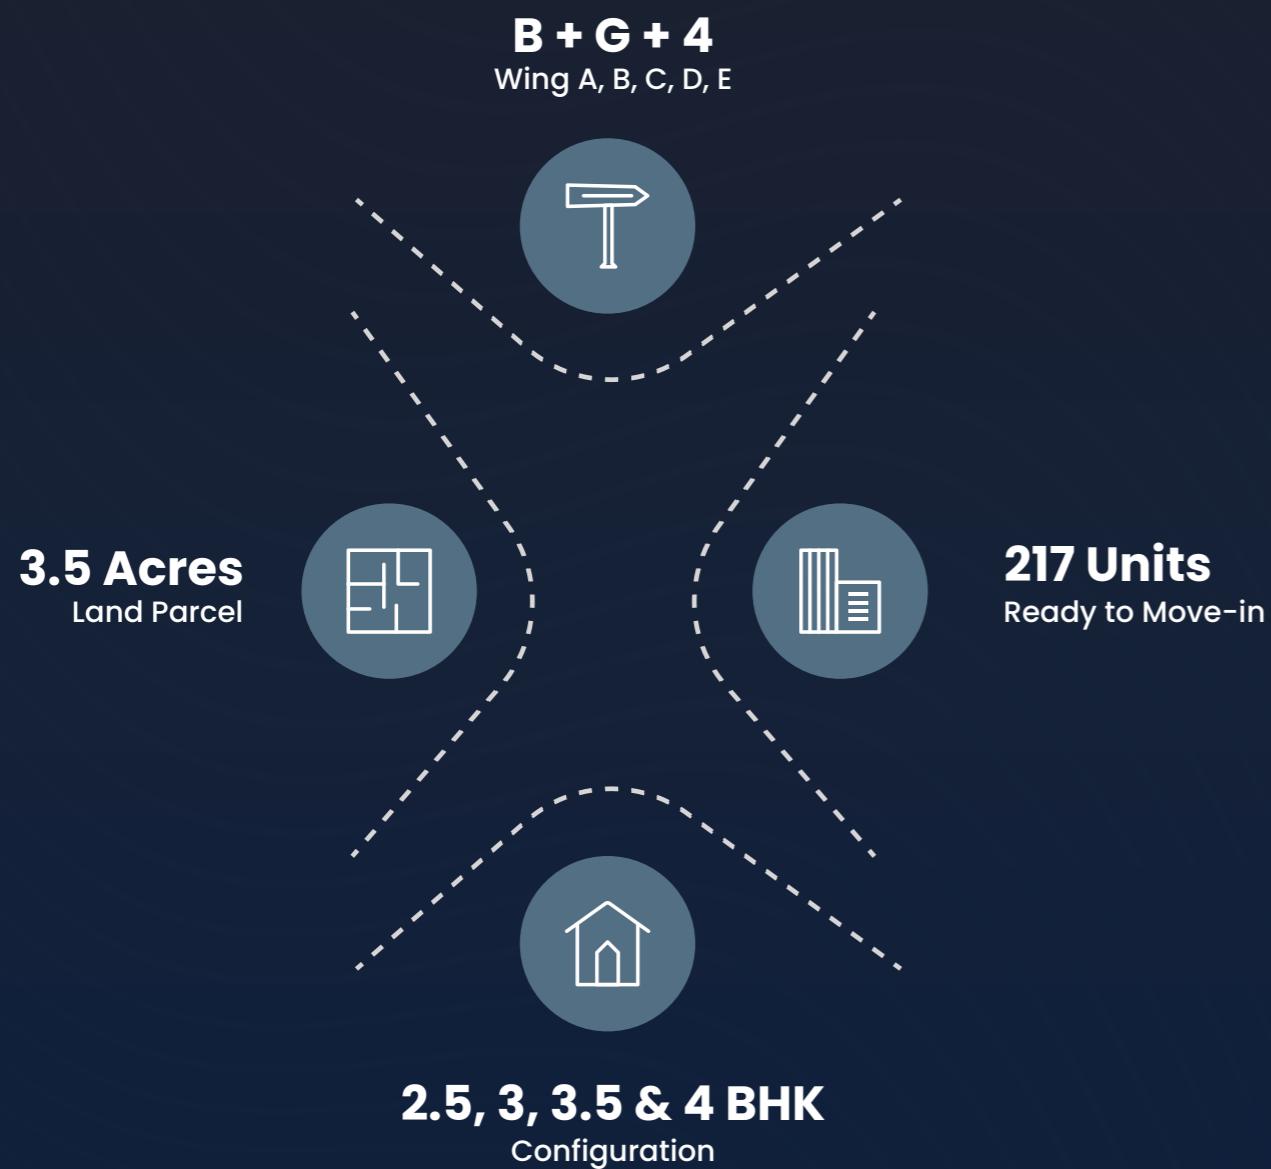 B + G + 4
Wing A, B, C, D, E
3.5 Acres
Land Parcel
217 Units
Ready to Move-in
2.5, 3, 3.5 & 4 BHK
Configuration